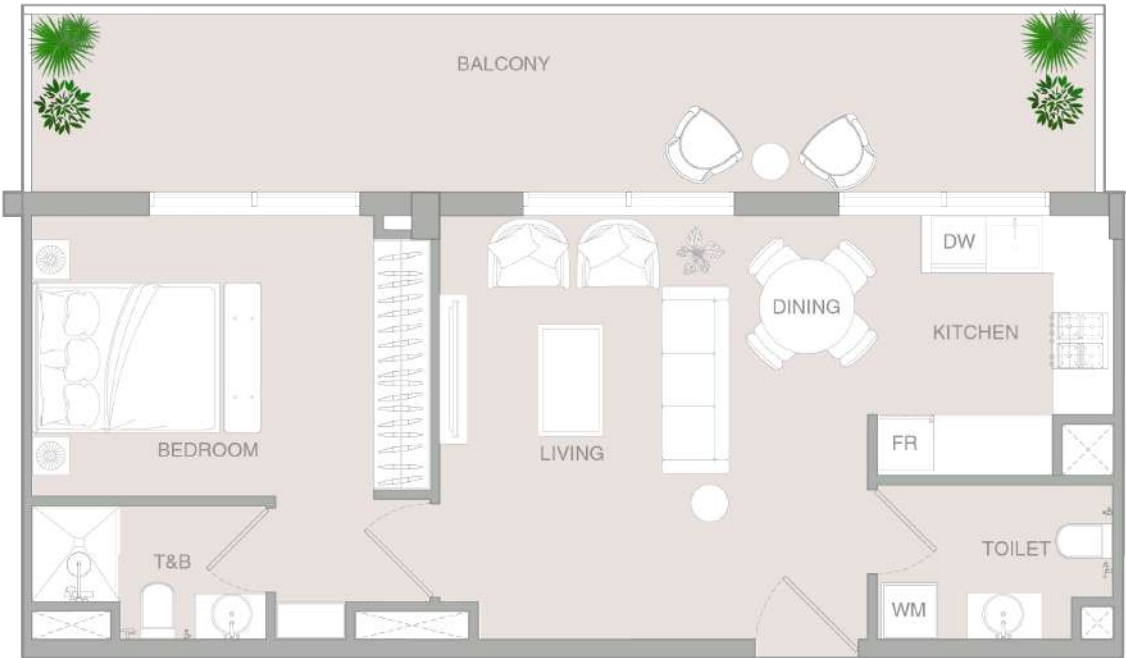 BALCONY
DW
DINING
KITCHEN
FR
BEDROOM
LIVING
T&B
TOILET
WM